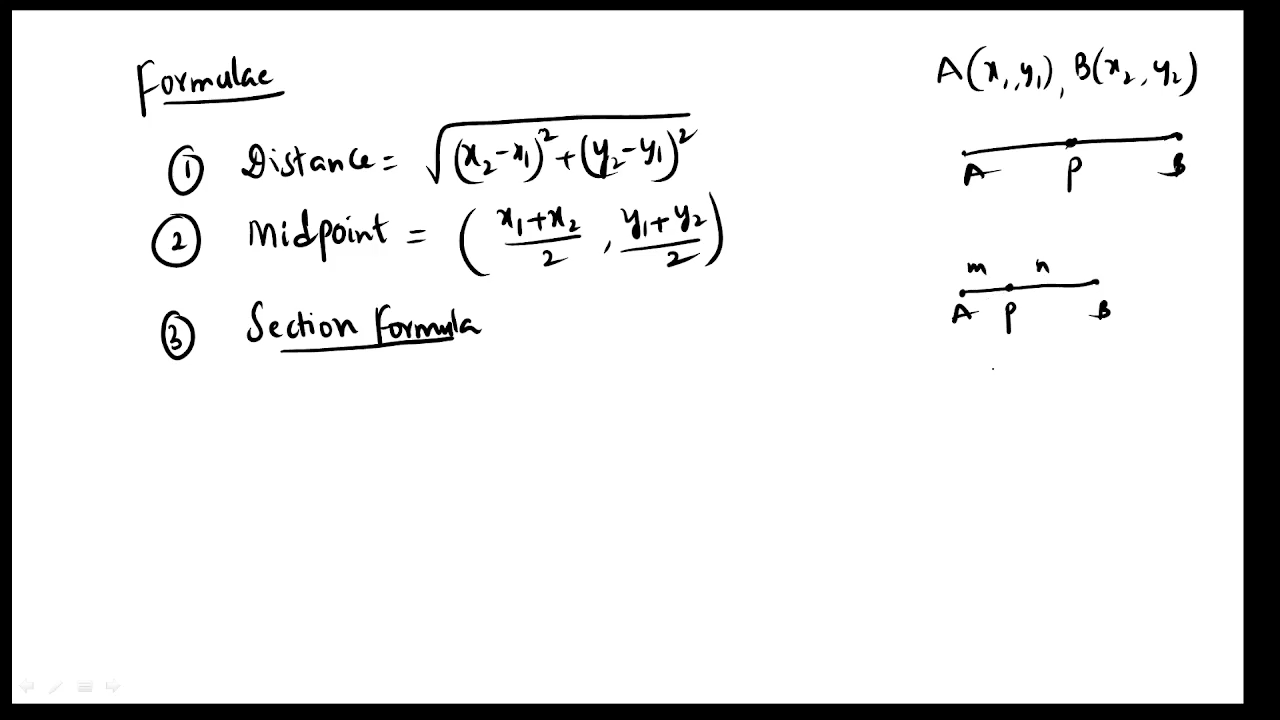 Formulae
A(x₁, y₁), B(x₂, y₂)
① Distance = √((x₂-x₁)²+(y₂-y₁)²)
A P B
② Midpoint = ( (x₁+x₂)/2 , (y₁+y₂)/2 )
m n
A P B
③ Section Formula